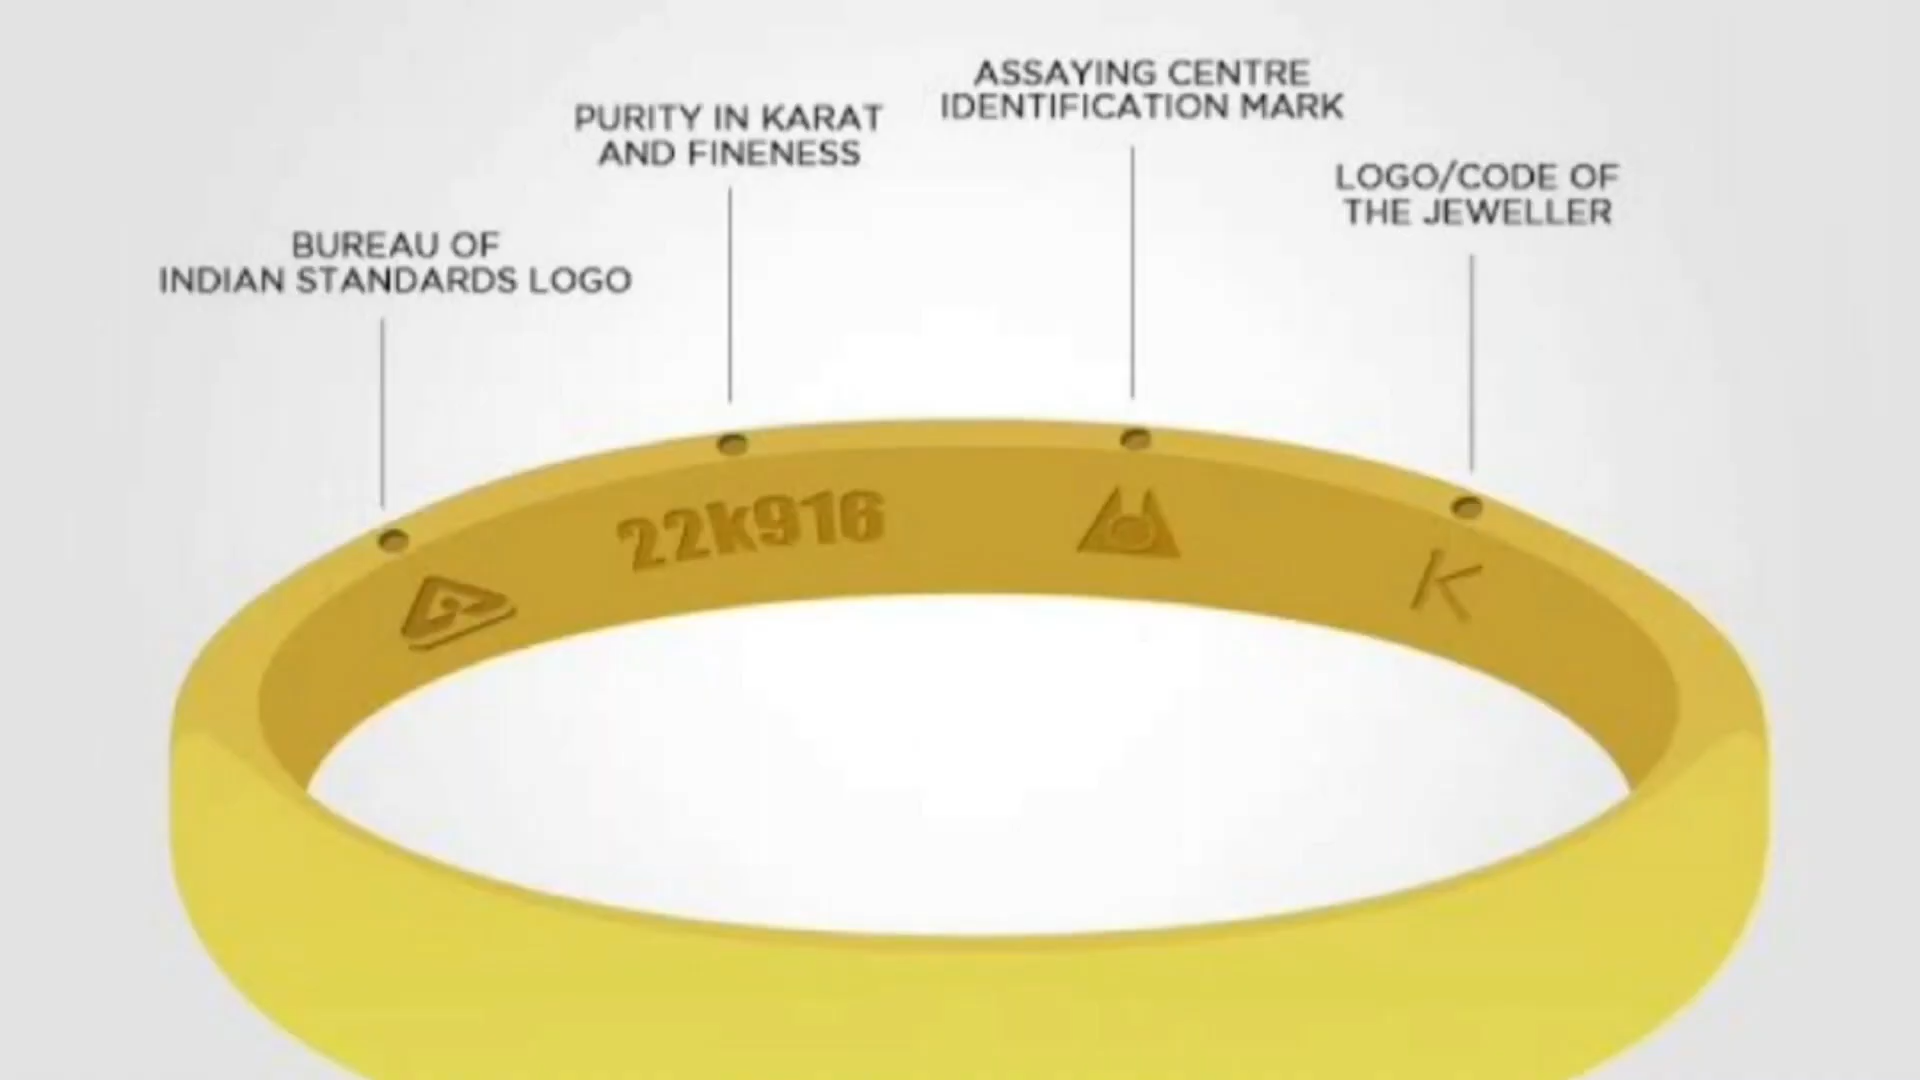 BUREAU OF
INDIAN STANDARDS LOGO
PURITY IN KARAT
AND FINENESS
ASSAYING CENTRE
IDENTIFICATION MARK
LOGO/CODE OF
THE JEWELLER
22k916
K